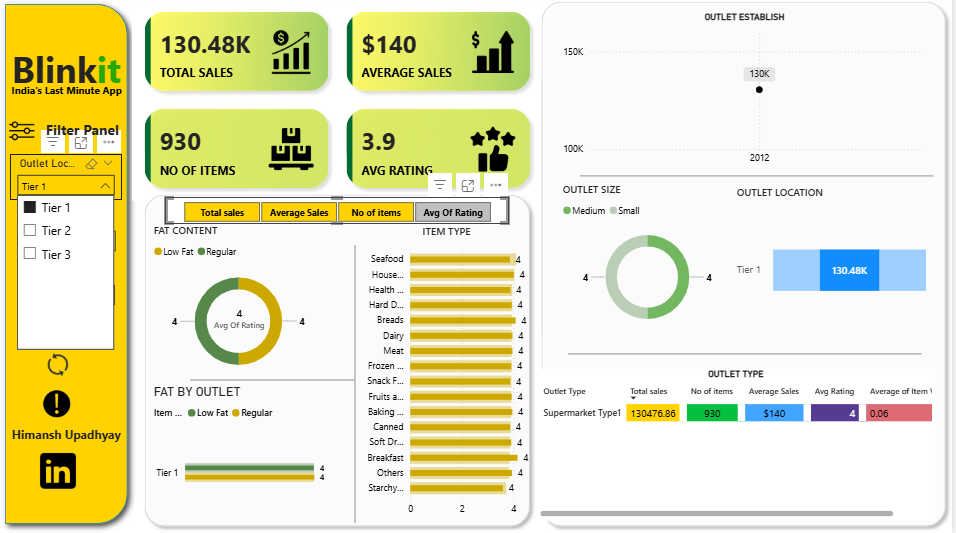 Blinkit
India's Last Minute App
Filter Panel
Outlet Loc...
Tier 1
Tier 1
Tier 2
Tier 3
Himansh Upadhyay
in
130.48K
TOTAL SALES
$140
AVERAGE SALES
930
NO OF ITEMS
3.9
AVG RATING
Total sales
Average Sales
No of items
Avg Of Rating
FAT CONTENT
Low Fat Regular
4
4
Avg Of Rating
4
FAT BY OUTLET
Item ... Low Fat Regular
Tier 1
4
4
ITEM TYPE
Seafood 4
House... 4
Health ... 4
Hard D... 4
Breads 4
Dairy 4
Meat 4
Frozen ... 4
Snack F... 4
Fruits a... 4
Baking ... 4
Canned 4
Soft Dr... 4
Breakfast 4
Others 4
Starchy... 4
0 2 4
OUTLET ESTABLISH
150K
130K
100K
2012
OUTLET SIZE
Medium Small
4 4
OUTLET LOCATION
Tier 1 130.48K
OUTLET TYPE
Outlet Type Total sales No of items Average Sales Avg Rating Average of Item
Supermarket Type1 130476.86 930 $140 4 0.06